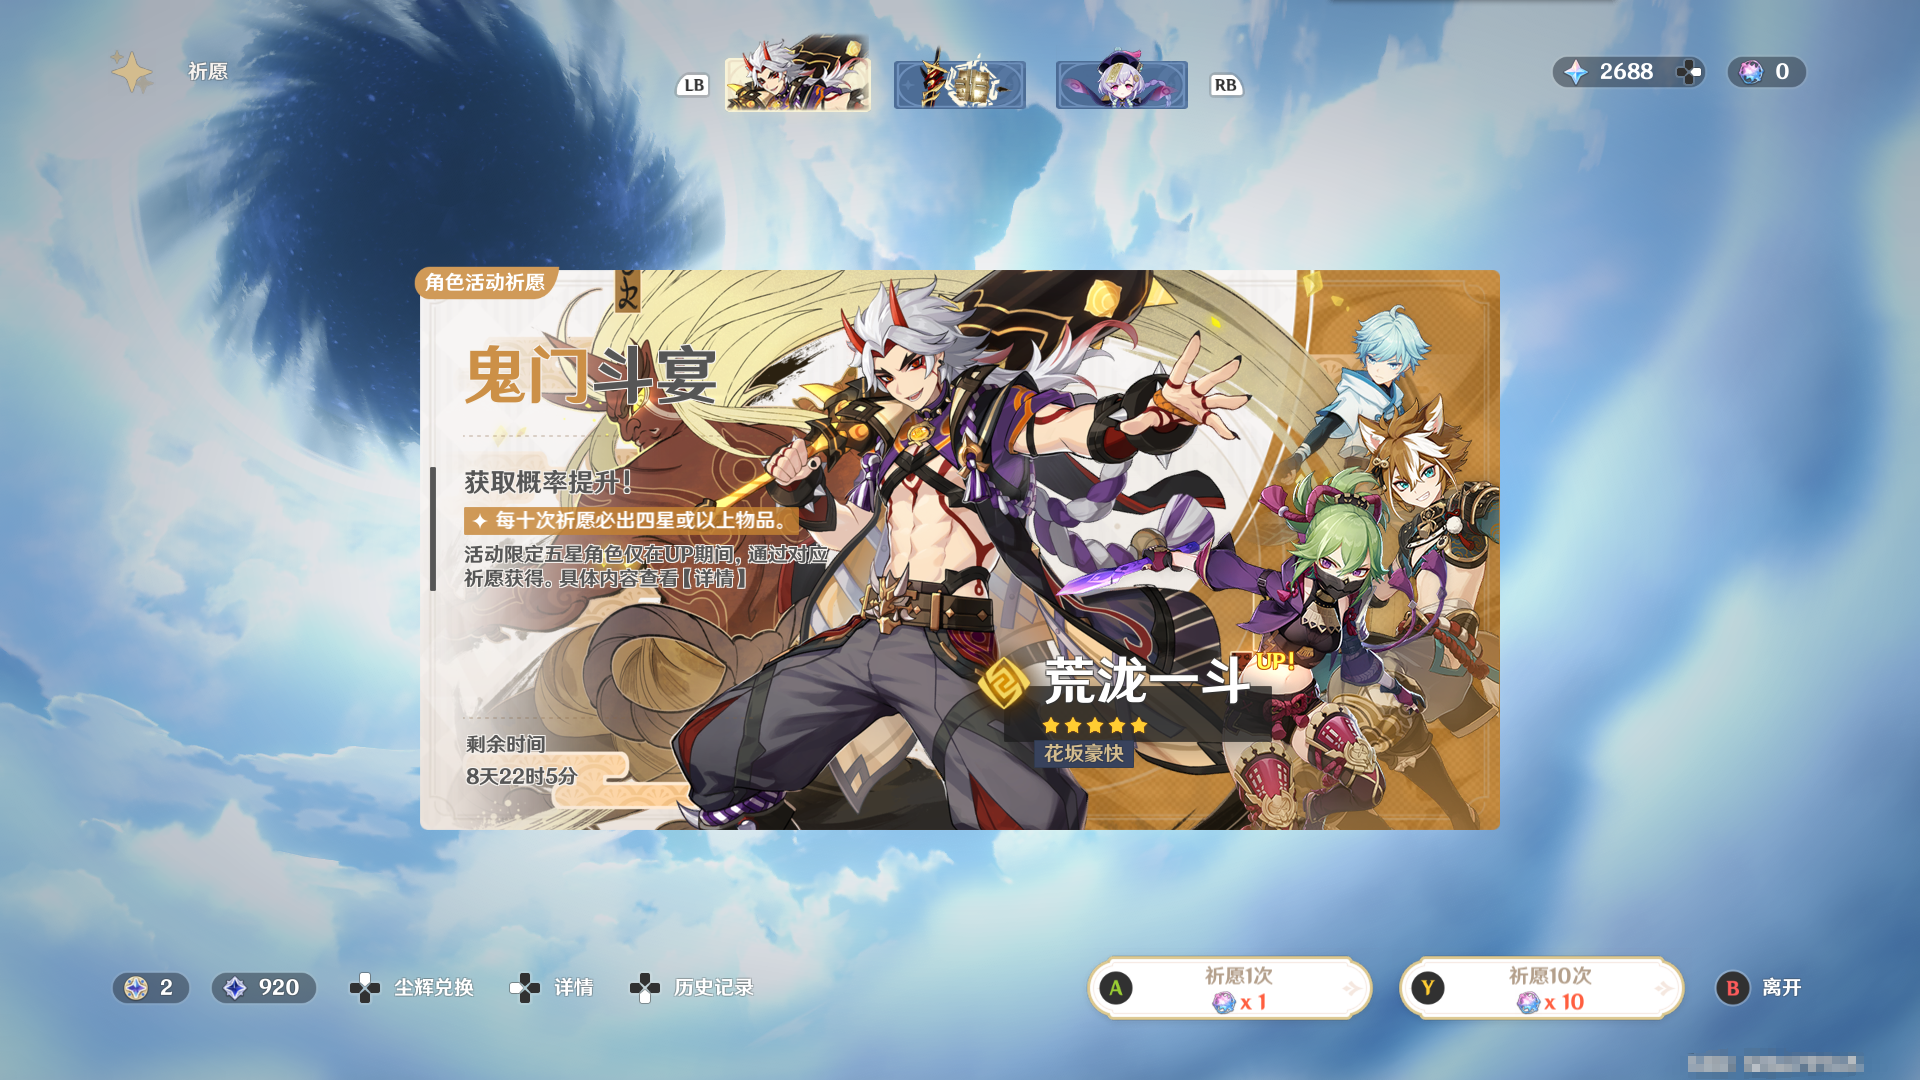 祈愿
LB
RB
2688
0
角色活动祈愿
鬼门斗宴
获取概率提升!
每十次祈愿必出四星或以上物品。
活动限定五星角色仅在UP期间,通过对应
祈愿获得。具体内容查看【详情】
荒泷一斗
UP!
花坂豪快
剩余时间
8天22时5分
2
920
尘辉兑换
详情
历史记录
A
祈愿1次
x 1
Y
祈愿10次
x 10
B
离开